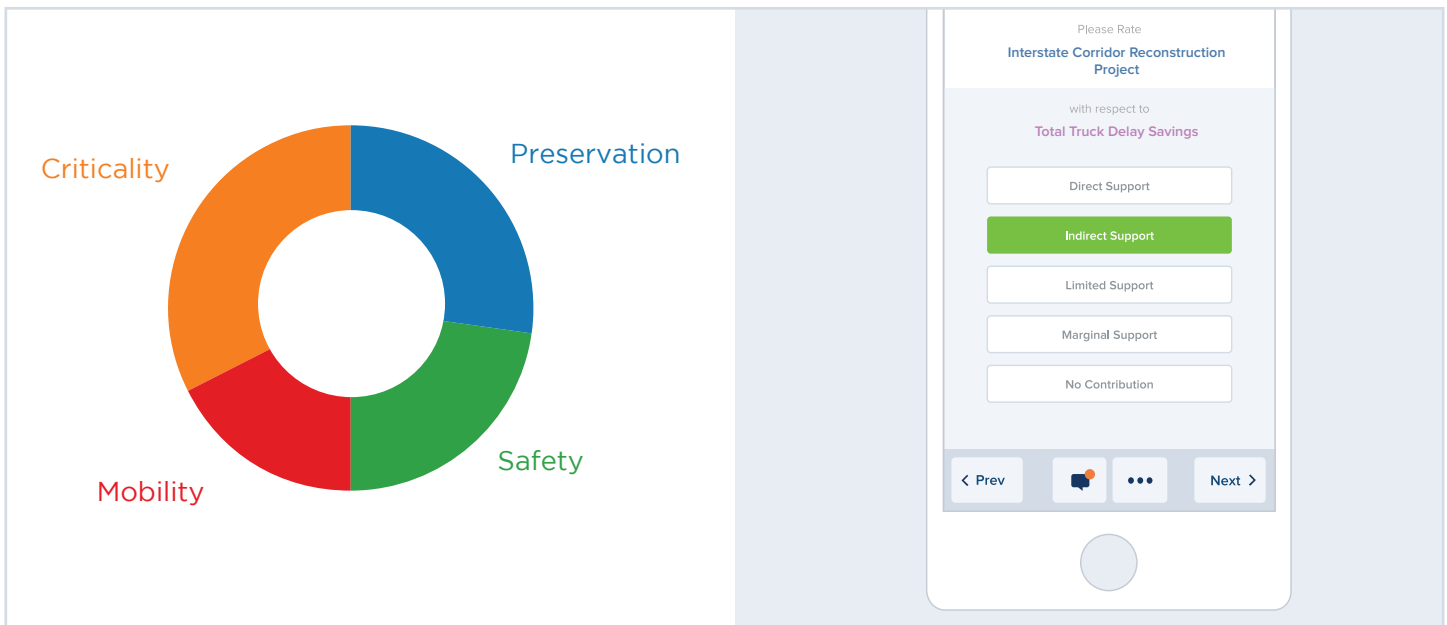 Criticality
Preservation
Mobility
Safety
Please Rate
Interstate Corridor Reconstruction
Project
with respect to
Total Truck Delay Savings
Direct Support
Indirect Support
Limited Support
Marginal Support
No Contribution
Prev
Next